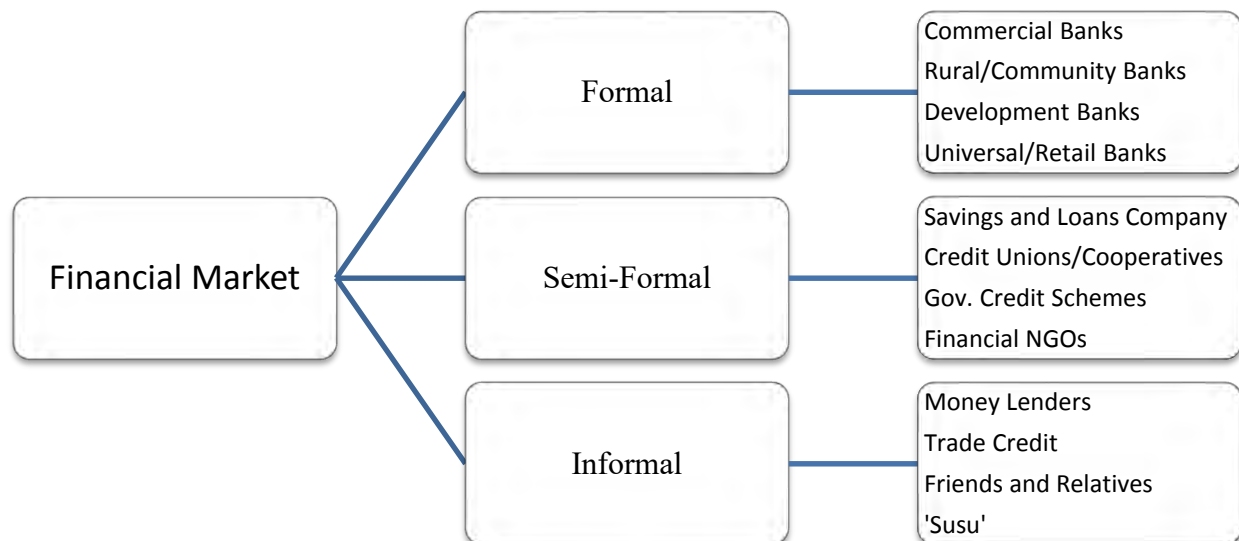 Financial Market
Formal
Commercial Banks
Rural/Community Banks
Development Banks
Universal/Retail Banks
Semi-Formal
Savings and Loans Company
Credit Unions/Cooperatives
Gov. Credit Schemes
Financial NGOs
Informal
Money Lenders
Trade Credit
Friends and Relatives
'Susu'